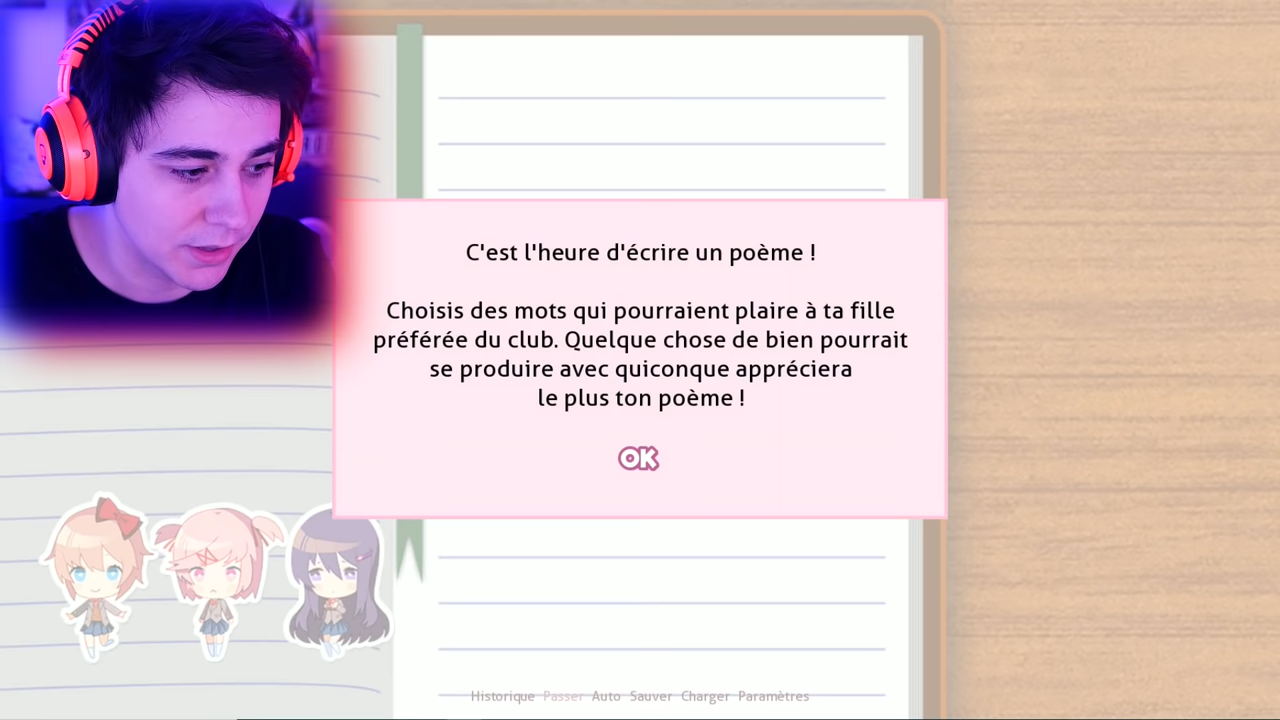 C'est l'heure d'écrire un poème !
Choisis des mots qui pourraient plaire à ta fille
préférée du club. Quelque chose de bien pourrait
se produire avec quiconque appréciera
le plus ton poème !
OK
Historique Passer Auto Sauver Charger Paramètres